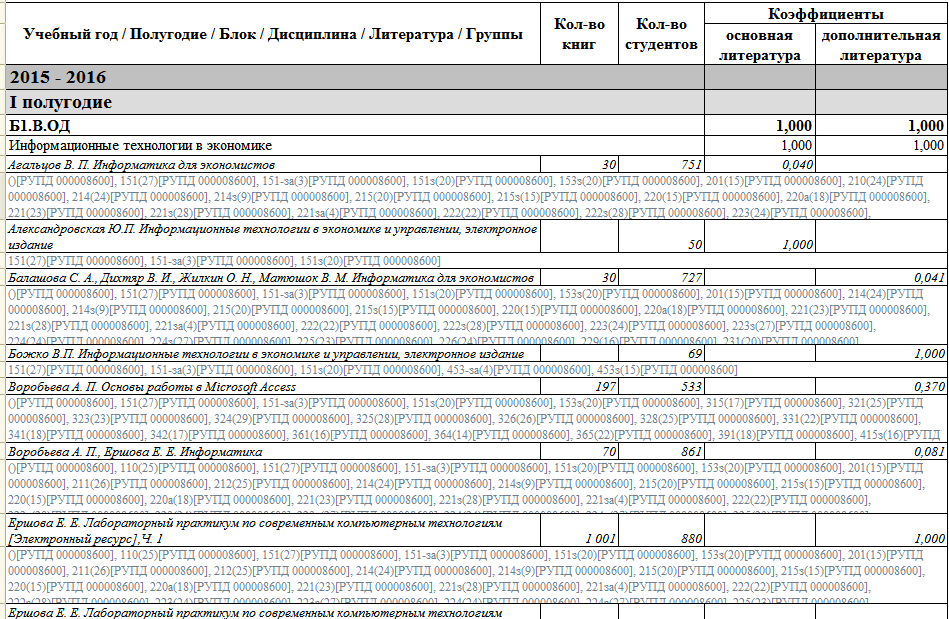 Учебный год / Полугодие / Блок / Дисциплина / Литература / Группы
Кол-во книг
Кол-во студентов
Коэффициенты
основная литература
дополнительная литература
2015 - 2016
I полугодие
Б1.В.ОД 1,000 1,000
Информационные технологии в экономике 1,000 1,000
Агальцов В. П. Информатика для экономистов 30 751 0,040
()[РУПД 000008600], 151(27)[РУПД 000008600], 151-за(3)[РУПД 000008600], 151s(20)[РУПД 000008600], 153s(20)[РУПД 000008600], 201(15)[РУПД 000008600], 210(24)[РУПД
000008600], 214(24)[РУПД 000008600], 214s(9)[РУПД 000008600], 215(20)[РУПД 000008600], 215s(15)[РУПД 000008600], 220(15)[РУПД 000008600], 220a(18)[РУПД 000008600],
221(23)[РУПД 000008600], 221s(28)[РУПД 000008600], 221sa(4)[РУПД 000008600], 222(22)[РУПД 000008600], 222s(28)[РУПД 000008600], 223(24)[РУПД 000008600],
Александровская Ю.П. Информационные технологии в экономике и управлении, электронное
издание 50 1,000
151(27)[РУПД 000008600], 151-за(3)[РУПД 000008600], 151s(20)[РУПД 000008600]
Балашова С. А., Дихтяр В. И., Жилкин О. Н., Матюшок В. М. Информатика для экономистов 30 727 0,041
()[РУПД 000008600], 151(27)[РУПД 000008600], 151-за(3)[РУПД 000008600], 151s(20)[РУПД 000008600], 153s(20)[РУПД 000008600], 201(15)[РУПД 000008600], 214(24)[РУПД
000008600], 214s(9)[РУПД 000008600], 215(20)[РУПД 000008600], 215s(15)[РУПД 000008600], 220(15)[РУПД 000008600], 220a(18)[РУПД 000008600], 221(23)[РУПД 000008600],
221s(28)[РУПД 000008600], 221sa(4)[РУПД 000008600], 222(22)[РУПД 000008600], 222s(28)[РУПД 000008600], 223(24)[РУПД 000008600], 223s(27)[РУПД 000008600],
224(24)[РУПД 000008600], 224s(27)[РУПД 000008600], 225(23)[РУПД 000008600], 226(24)[РУПД 000008600], 229(16)[РУПД 000008600], 231(20)[РУПД 000008600],
Божко В.П. Информационные технологии в экономике и управлении, электронное издание 69 1,000
151(27)[РУПД 000008600], 151-за(3)[РУПД 000008600], 151s(20)[РУПД 000008600], 453-за(4)[РУПД 000008600], 453s(15)[РУПД 000008600]
Воробьева А. П. Основы работы в Microsoft Access 197 533 0,370
()[РУПД 000008600], 151(27)[РУПД 000008600], 151-за(3)[РУПД 000008600], 151s(20)[РУПД 000008600], 153s(20)[РУПД 000008600], 315(17)[РУПД 000008600], 321(25)[РУПД
000008600], 323(23)[РУПД 000008600], 324(29)[РУПД 000008600], 325(28)[РУПД 000008600], 326(26)[РУПД 000008600], 328(25)[РУПД 000008600], 331(22)[РУПД 000008600],
341(18)[РУПД 000008600], 342(17)[РУПД 000008600], 361(16)[РУПД 000008600], 364(14)[РУПД 000008600], 365(22)[РУПД 000008600], 391(18)[РУПД 000008600], 415s(16)[РУПД
Воробьева А. П., Ершова Е. Е. Информатика 70 861 0,081
()[РУПД 000008600], 110(25)[РУПД 000008600], 151(27)[РУПД 000008600], 151-за(3)[РУПД 000008600], 151s(20)[РУПД 000008600], 153s(20)[РУПД 000008600], 201(15)[РУПД
000008600], 211(26)[РУПД 000008600], 212(25)[РУПД 000008600], 214(24)[РУПД 000008600], 214s(9)[РУПД 000008600], 215(20)[РУПД 000008600], 215s(15)[РУПД 000008600],
220(15)[РУПД 000008600], 220a(18)[РУПД 000008600], 221(23)[РУПД 000008600], 221s(28)[РУПД 000008600], 221sa(4)[РУПД 000008600], 222(22)[РУПД 000008600],
Ершова Е. Е. Лабораторный практикум по современным компьютерным технологиям
[Электронный ресурс],Ч. 1 1 001 880 1,000
()[РУПД 000008600], 110(25)[РУПД 000008600], 151(27)[РУПД 000008600], 151-за(3)[РУПД 000008600], 151s(20)[РУПД 000008600], 153s(20)[РУПД 000008600], 201(15)[РУПД
000008600], 211(26)[РУПД 000008600], 212(25)[РУПД 000008600], 214(24)[РУПД 000008600], 214s(9)[РУПД 000008600], 215(20)[РУПД 000008600], 215s(15)[РУПД 000008600],
220(15)[РУПД 000008600], 220a(18)[РУПД 000008600], 221(23)[РУПД 000008600], 221s(28)[РУПД 000008600], 221sa(4)[РУПД 000008600], 222(22)[РУПД 000008600],
Ершова Е. Е. Лабораторный практикум по современным компьютерным технологиям